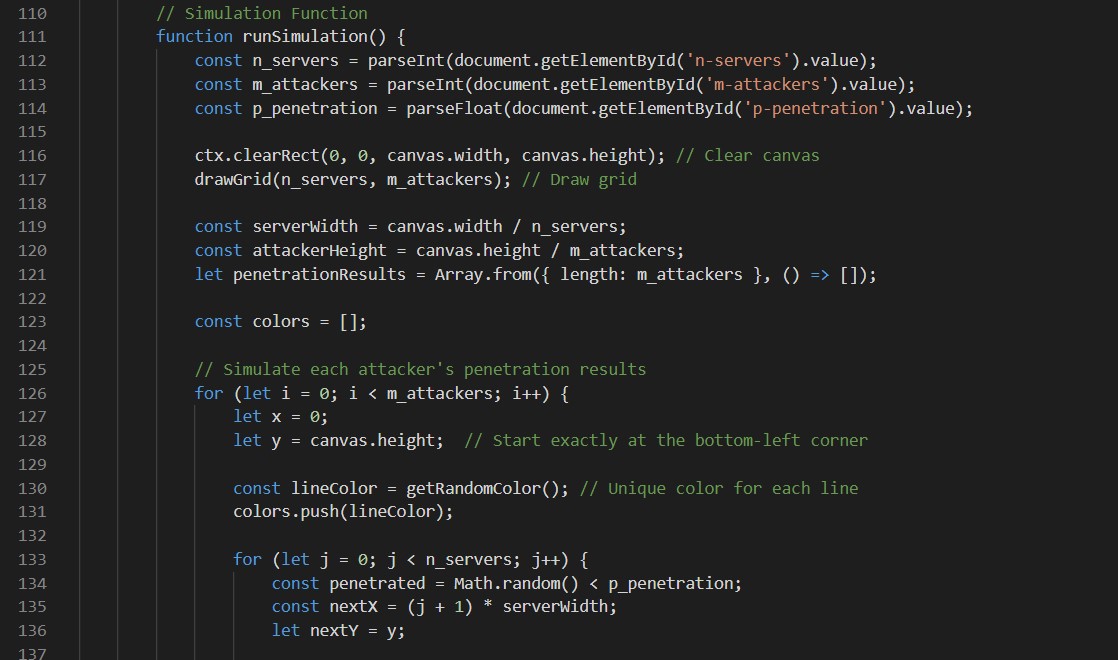 110 // Simulation Function
111 function runSimulation() {
112 const n_servers = parseInt(document.getElementById('n-servers').value);
113 const m_attackers = parseInt(document.getElementById('m-attackers').value);
114 const p_penetration = parseFloat(document.getElementById('p-penetration').value);
115
116 ctx.clearRect(0, 0, canvas.width, canvas.height); // Clear canvas
117 drawGrid(n_servers, m_attackers); // Draw grid
118
119 const serverWidth = canvas.width / n_servers;
120 const attackerHeight = canvas.height / m_attackers;
121 let penetrationResults = Array.from({ length: m_attackers }, () => []);
122
123 const colors = [];
124
125 // Simulate each attacker's penetration results
126 for (let i = 0; i < m_attackers; i++) {
127 let x = 0;
128 let y = canvas.height;  // Start exactly at the bottom-left corner
129
130 const lineColor = getRandomColor(); // Unique color for each line
131 colors.push(lineColor);
132
133 for (let j = 0; j < n_servers; j++) {
134 const penetrated = Math.random() < p_penetration;
135 const nextX = (j + 1) * serverWidth;
136 let nextY = y;
137